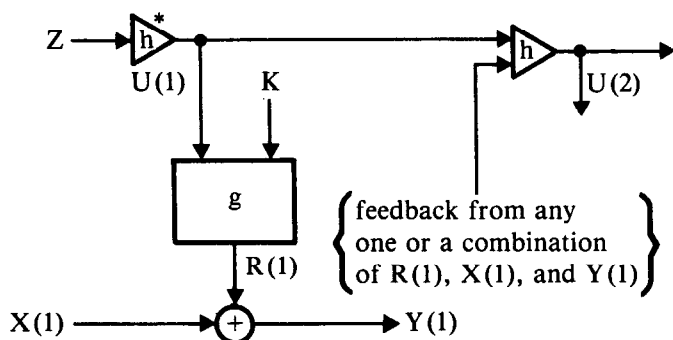 Z h* h
U(1) K U(2)
g
feedback from any
one or a combination
of R(1), X(1), and Y(1)
R(1)
X(1) + Y(1)